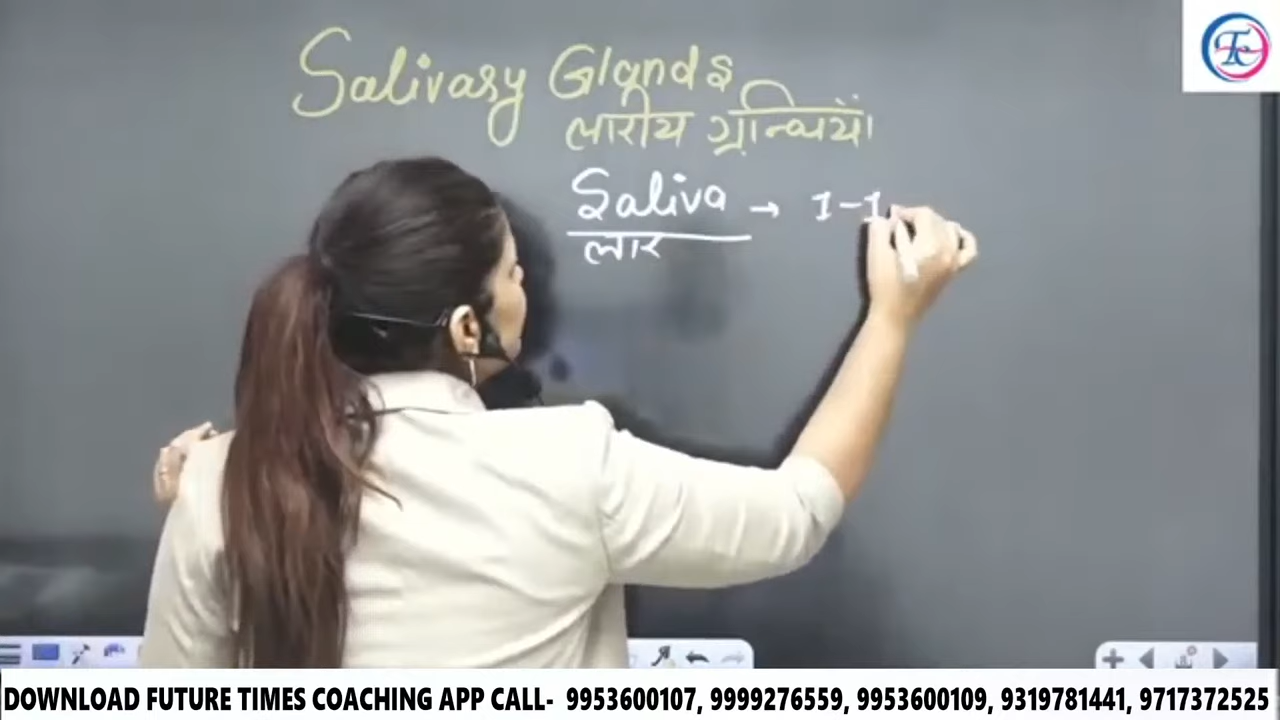 Salivary Glands
लारीय ग्रन्थियाँ
Saliva → 1-1
लार
DOWNLOAD FUTURE TIMES COACHING APP CALL- 9953600107, 9999276559, 9953600109, 9319781441, 9717372525